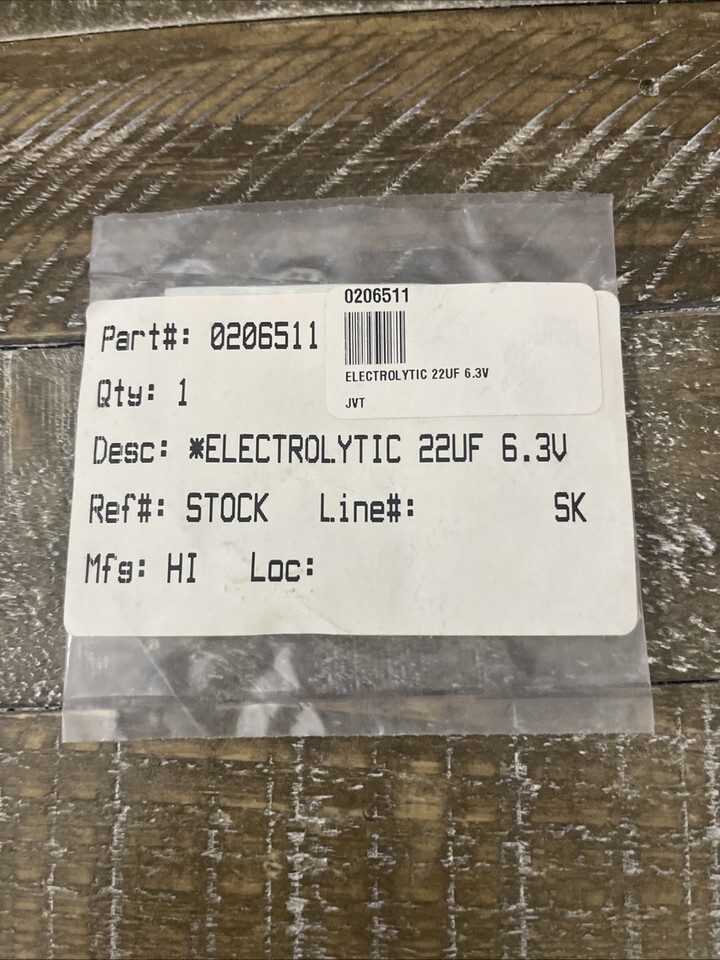 0206511
ELECTROLYTIC 22UF 6.3V
JVT
Part#: 0206511
Qty: 1
Desc: *ELECTROLYTIC 22UF 6.3V
Ref#: STOCK Line#: SK
Mfg: HI Loc: